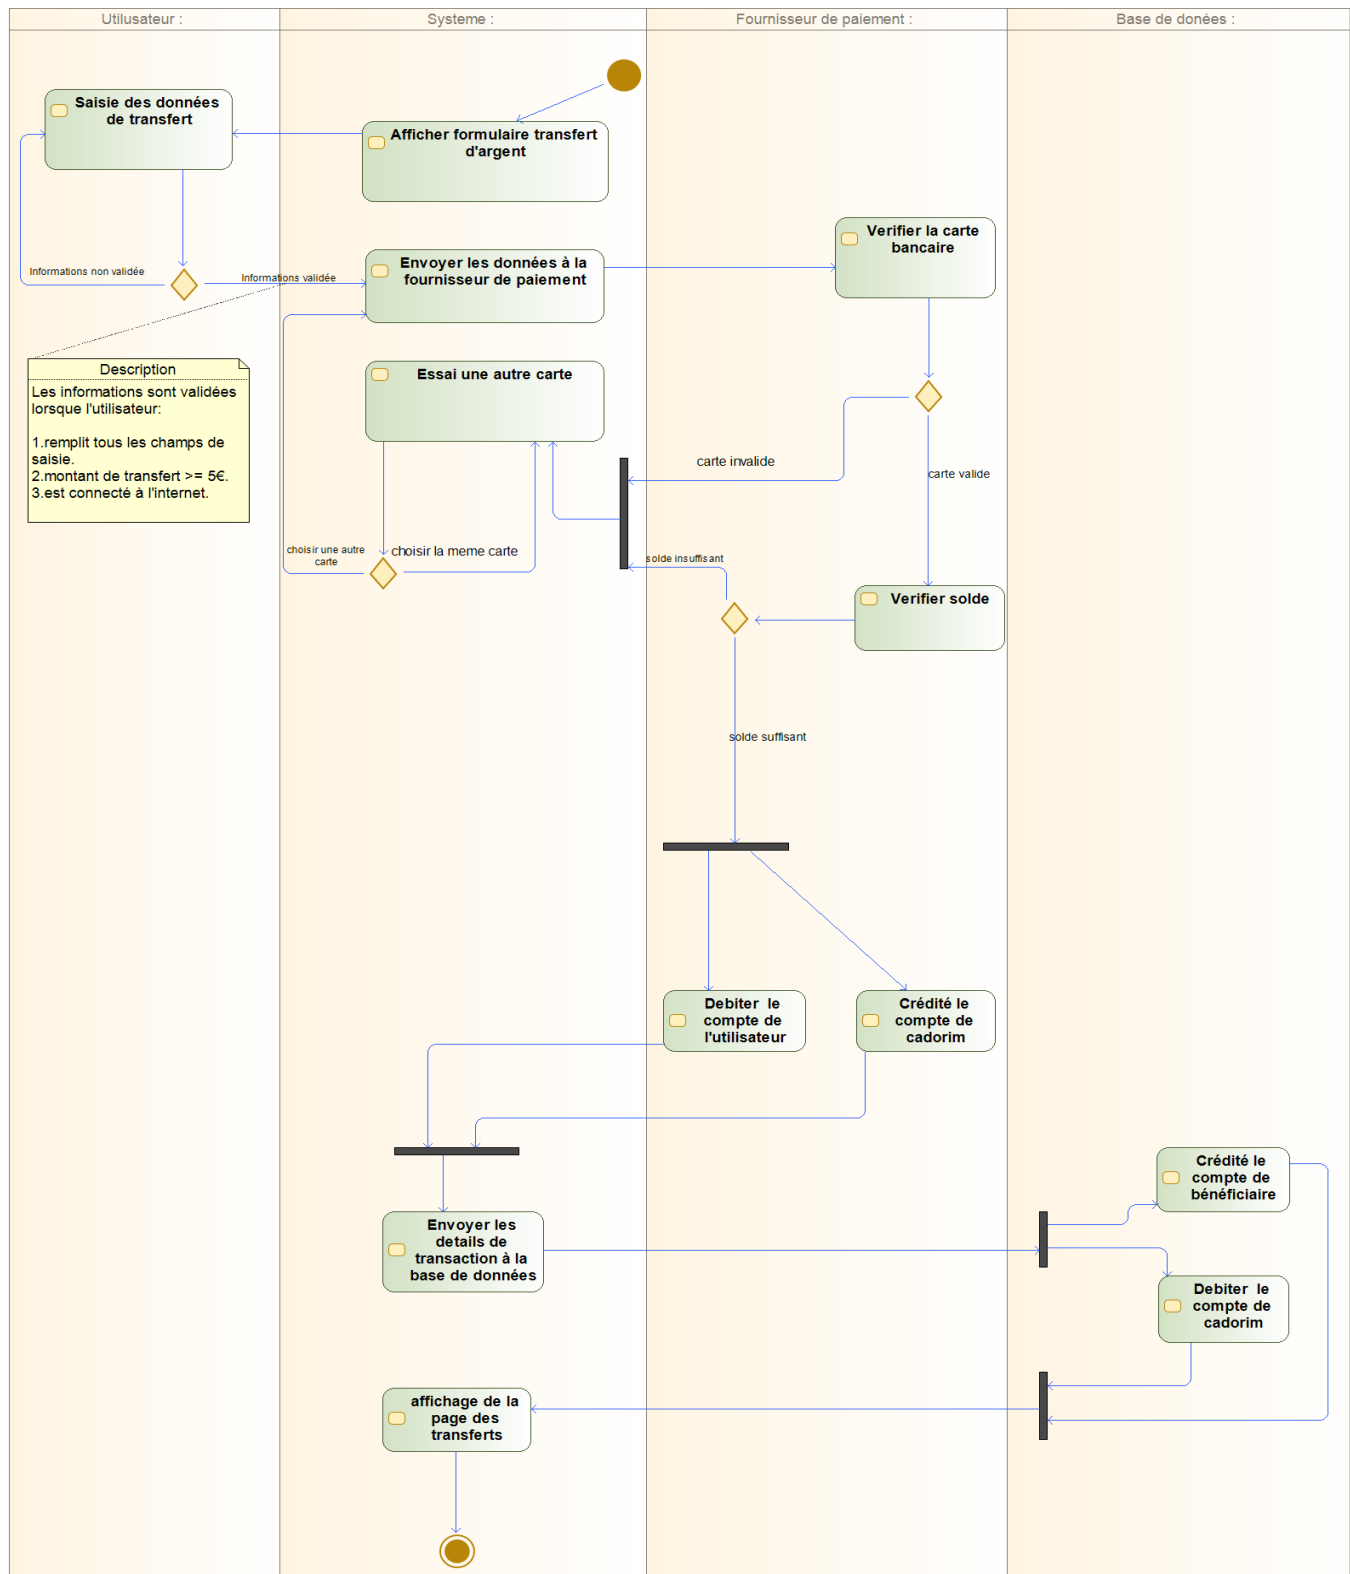 Utilusateur :
Systeme :
Fournisseur de paiement :
Base de donées :
Saisie des données
de transfert
Afficher formulaire transfert
d'argent
Verifier la carte
bancaire
Envoyer les données à la
fournisseur de paiement
Informations non validée
Informations validée
Description
Les informations sont validées
lorsque l'utilisateur:
1.remplit tous les champs de
saisie.
2.montant de transfert >= 5€.
3.est connecté à l'internet.
Essai une autre carte
carte invalide
carte valide
choisir une autre
carte
choisir la meme carte
solde insuffisant
Verifier solde
solde suffisant
Debiter le
compte de
l'utilisateur
Crédité le
compte de
cadorim
Crédité le
compte de
bénéficiaire
Envoyer les
details de
transaction à la
base de données
Debiter le
compte de
cadorim
affichage de la
page des
transferts